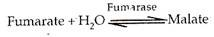 Fumarase
Fumarate + H₂O ⇌ Malate